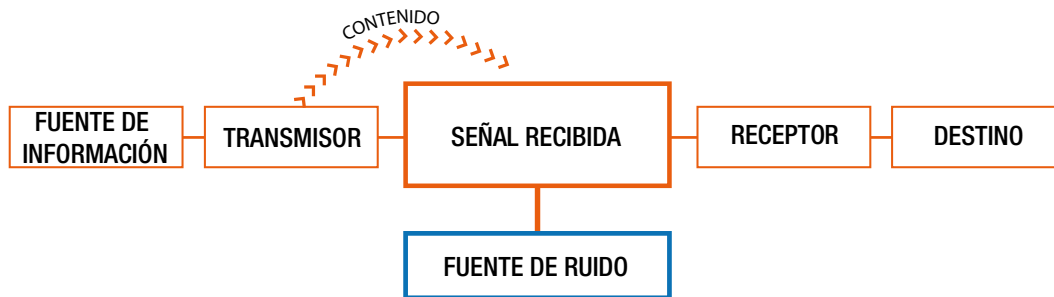 CONTENIDO
FUENTE DE
INFORMACIÓN
TRANSMISOR
SEÑAL RECIBIDA
RECEPTOR
DESTINO
FUENTE DE RUIDO